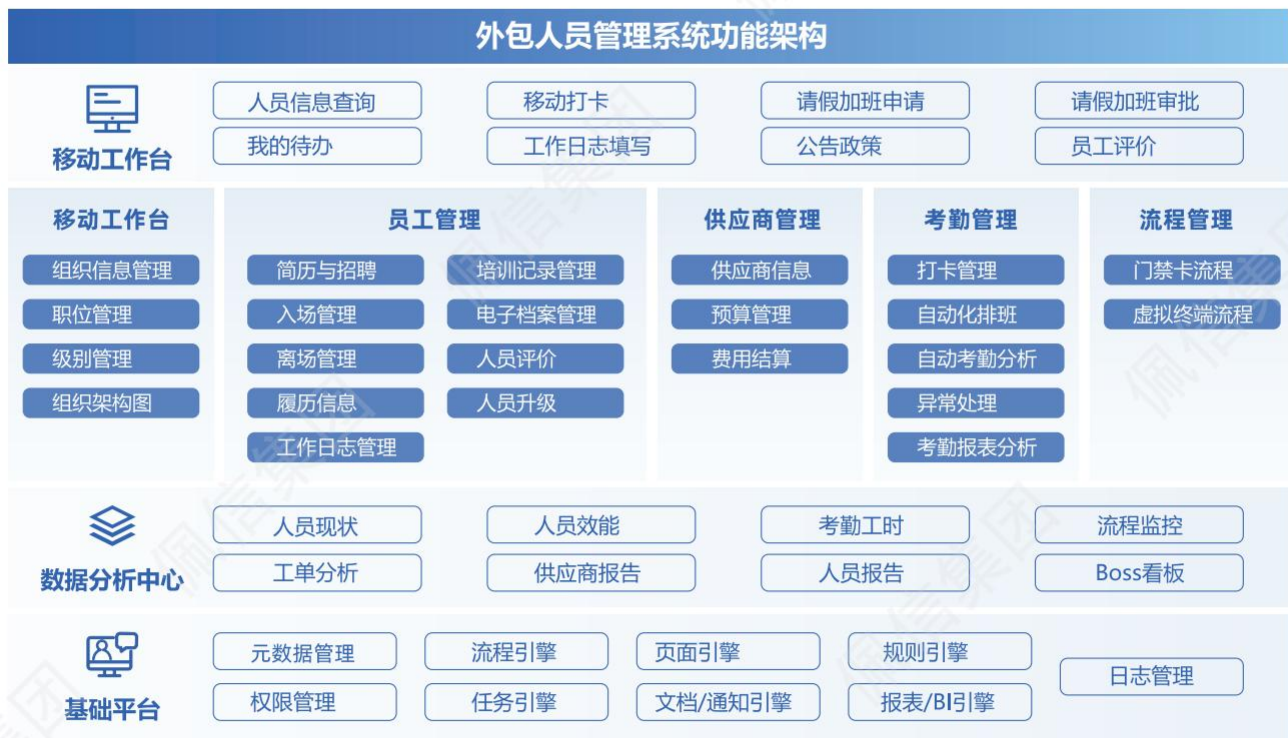 外包人员管理系统功能架构
移动工作台
人员信息查询 移动打卡 请假加班申请 请假加班审批
我的待办 工作日志填写 公告政策 员工评价
移动工作台
组织信息管理
职位管理
级别管理
组织架构图
员工管理
简历与招聘 培训记录管理
入场管理 电子档案管理
离场管理 人员评价
履历信息 人员升级
工作日志管理
供应商管理
供应商信息
预算管理
费用结算
考勤管理
打卡管理
自动化排班
自动考勤分析
异常处理
考勤报表分析
流程管理
门禁卡流程
虚拟终端流程
数据分析中心
人员现状 人员效能 考勤工时 流程监控
工单分析 供应商报告 人员报告 Boss看板
基础平台
元数据管理 流程引擎 页面引擎 规则引擎
日志管理
权限管理 任务引擎 文档/通知引擎 报表/BI引擎
佩信集团